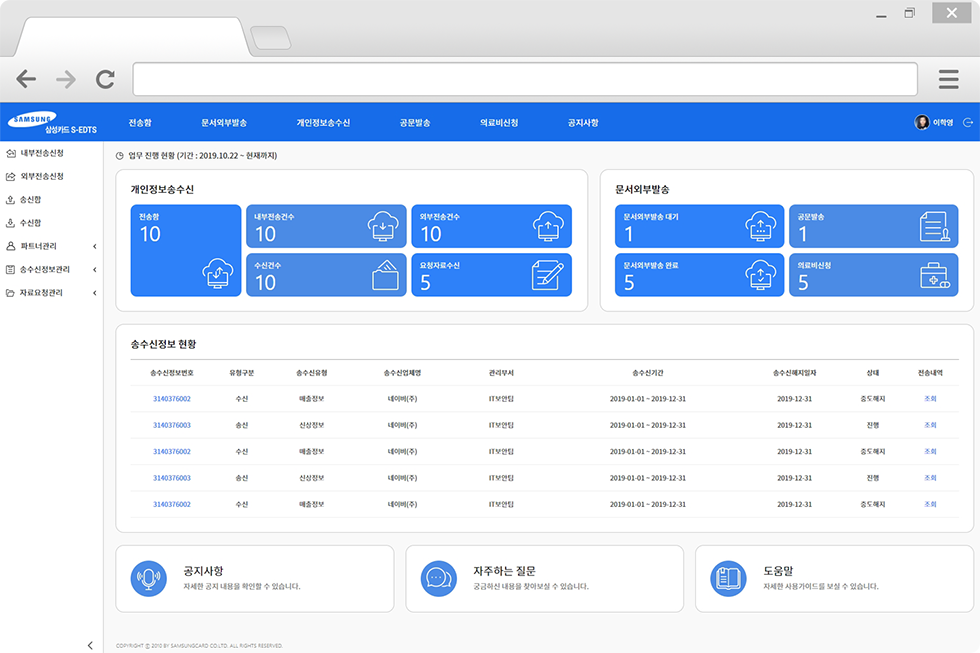 SAMSUNG
삼성카드 S-EDTS
전송함 문서외부발송 개인정보송수신 공문발송 의료비신청 공지사항 이학영
내부전송신청
외부전송신청
송신함
수신함
파트너관리
송수신정보관리
자료요청관리
업무 진행 현황 (기간 : 2019.10.22 ~ 현재까지)
개인정보송수신
전송함
10
내부전송건수
10
외부전송건수
10
수신건수
10
요청자료수신
5
문서외부발송
문서외부발송 대기
1
공문발송
1
문서외부발송 완료
5
의료비신청
5
송수신정보 현황
송수신정보번호 유형구분 송수신유형 송수신업체명 관리부서 송수신기간 송수신해지일자 상태 전송내역
3140376002 수신 매출정보 네이버(주) IT보안팀 2019-01-01 ~ 2019-12-31 2019-12-31 중도해지 조회
3140376003 송신 신상정보 네이버(주) IT보안팀 2019-01-01 ~ 2019-12-31 2019-12-31 진행 조회
3140376002 수신 매출정보 네이버(주) IT보안팀 2019-01-01 ~ 2019-12-31 2019-12-31 중도해지 조회
3140376003 송신 신상정보 네이버(주) IT보안팀 2019-01-01 ~ 2019-12-31 2019-12-31 진행 조회
3140376002 수신 매출정보 네이버(주) IT보안팀 2019-01-01 ~ 2019-12-31 2019-12-31 중도해지 조회
공지사항
자세한 공지 내용을 확인할 수 있습니다.
자주하는 질문
궁금하신 내용을 찾아보실 수 있습니다.
도움말
자세한 사용가이드를 보실 수 있습니다.
COPYRIGHT ⓒ 2010 BY SAMSUNGCARD CO.LTD. ALL RIGHTS RESERVED.